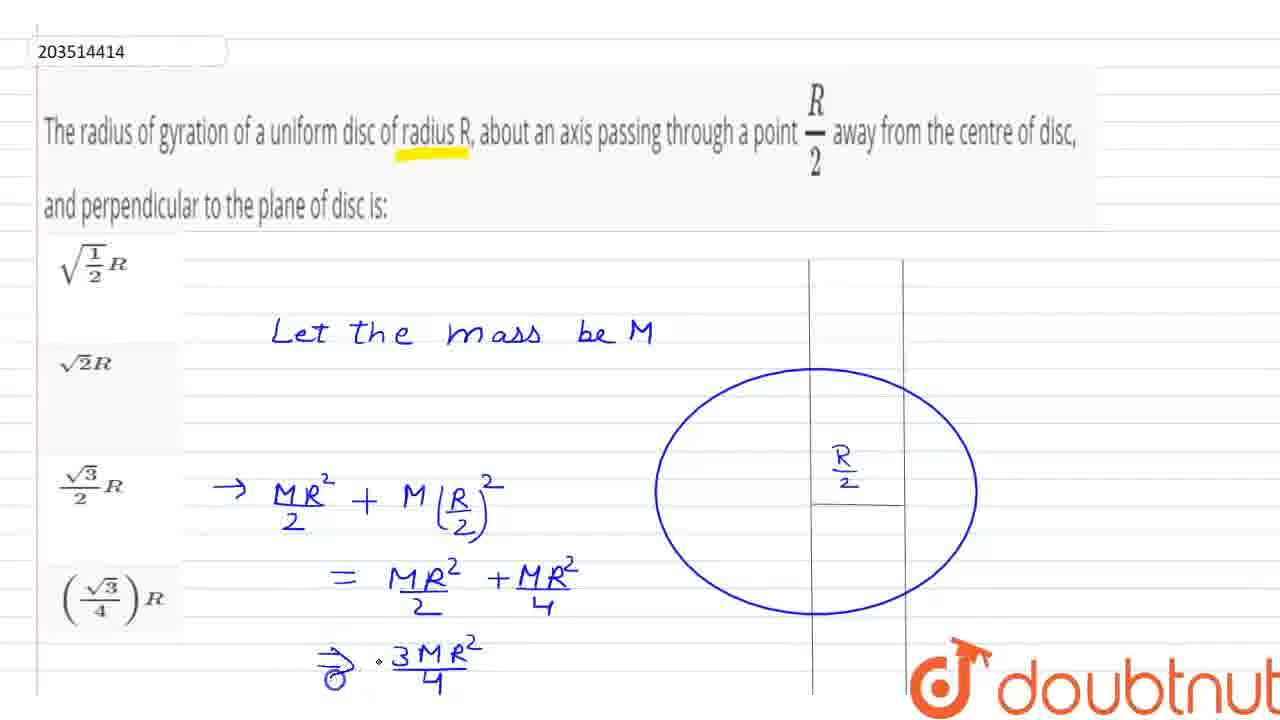 203514414
The radius of gyration of a uniform disc of radius R, about an axis passing through a point R/2 away from the centre of disc,
and perpendicular to the plane of disc is:
√(1/2) R
Let the mass be M
√2R
R/2
√3/2 R
→ MR²/2 + M(R/2)²
= MR²/2 + MR²/4
(√3/4) R
⇒ 3MR²/4
doubtnut